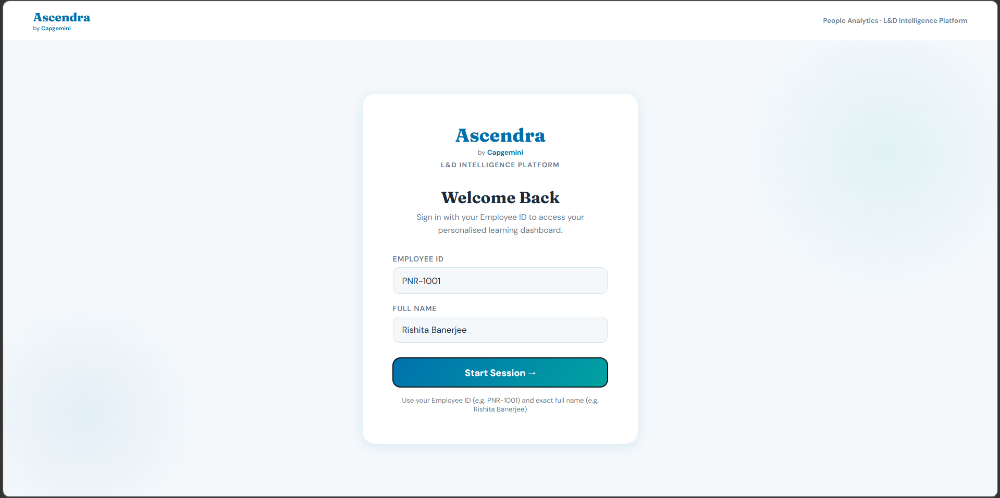 Ascendra
by Capgemini
People Analytics · L&D Intelligence Platform
Ascendra
by Capgemini
L&D INTELLIGENCE PLATFORM
Welcome Back
Sign in with your Employee ID to access your
personalised learning dashboard.
EMPLOYEE ID
PNR-1001
FULL NAME
Rishita Banerjee
Start Session →
Use your Employee ID (e.g. PNR-1001) and exact full name (e.g.
Rishita Banerjee)